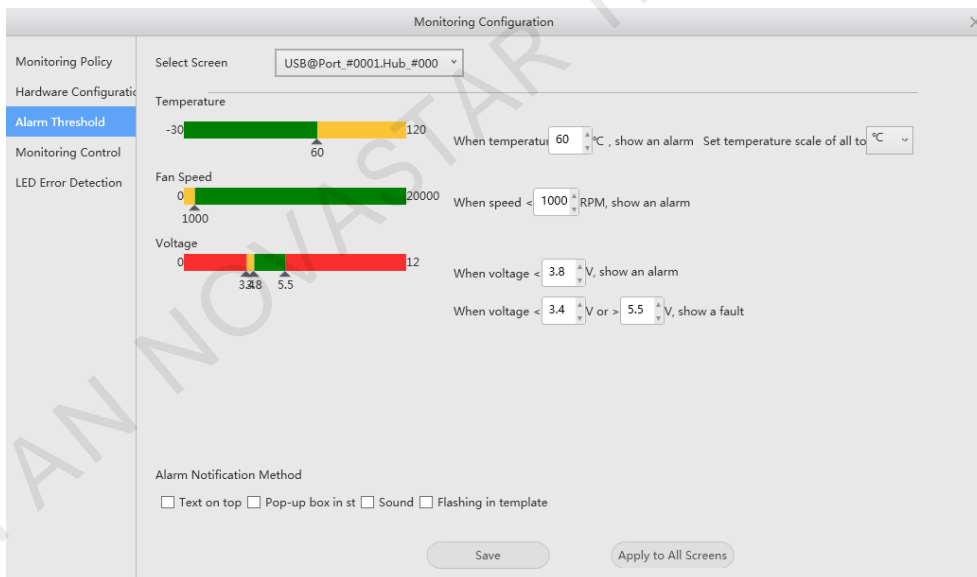 Monitoring Configuration
Monitoring Policy
Hardware Configuratic
Alarm Threshold
Monitoring Control
LED Error Detection
Select Screen USB@Port_#0001.Hub_#000
Temperature
-30 120
60
When temperatur 60 ℃ , show an alarm Set temperature scale of all to ℃
Fan Speed
0 20000
1000
When speed < 1000 RPM, show an alarm
Voltage
0 12
5.5
When voltage < 3.8 V, show an alarm
When voltage < 3.4 V or > 5.5 V, show a fault
Alarm Notification Method
Text on top Pop-up box in st Sound Flashing in template
Save Apply to All Screens
AN NOVASTAR